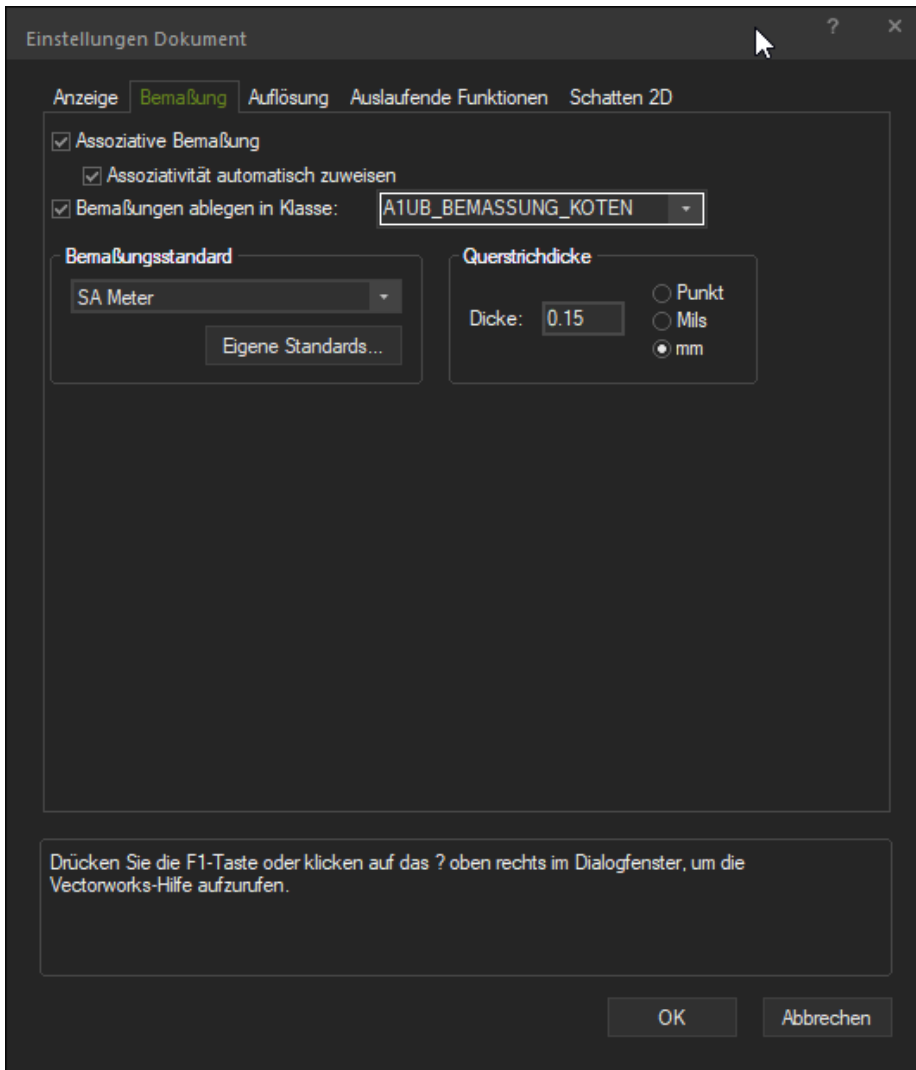 Einstellungen Dokument
?
×
Anzeige Bemaßung Auflösung Auslaufende Funktionen Schatten 2D
Assoziative Bemaßung
Assoziativität automatisch zuweisen
Bemaßungen ablegen in Klasse: A1UB_BEMASSUNG_KOTEN
Bemaßungsstandard
SA Meter
Eigene Standards...
Querstrichdicke
Dicke: 0.15
Punkt
Mils
mm
Drücken Sie die F1-Taste oder klicken auf das ? oben rechts im Dialogfenster, um die
Vectorworks-Hilfe aufzurufen.
OK Abbrechen